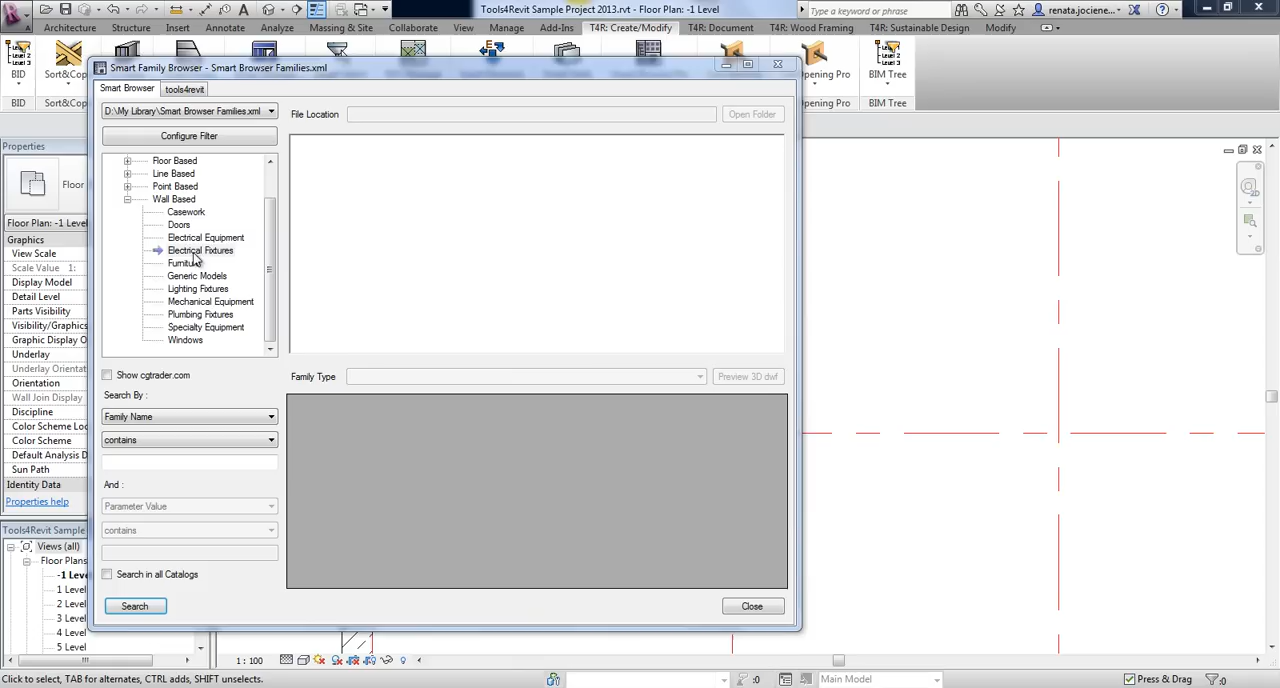 Tools4Revit Sample Project 2013.rvt - Floor Plan: -1 Level
Type a keyword or phrase
renata.jociene...
Architecture Structure Insert Annotate Analyze Massing & Site Collaborate View Manage Add-Ins T4R: Create/Modify T4R: Document T4R: Wood Framing T4R: Sustainable Design Modify
BID Sort&Cop Opening Pro BIM Tree
BID Sort&Cop Opening Pro BIM Tree
Smart Family Browser - Smart Browser Families.xml
Smart Browser tools4revit
D:\My Library\Smart Browser Families.xml
File Location
Open Folder
Configure Filter
Floor Based
Line Based
Point Based
Wall Based
Casework
Doors
Electrical Equipment
Electrical Fixtures
Furniture
Generic Models
Lighting Fixtures
Mechanical Equipment
Plumbing Fixtures
Specialty Equipment
Windows
Show cgtrader.com
Family Type
Preview 3D dwf
Search By :
Family Name
contains
And :
Parameter Value
contains
Search in all Catalogs
Search
Close
Properties
Floor
Floor Plan: -1 Level
Graphics
View Scale
Scale Value 1:
Display Model
Detail Level
Parts Visibility
Visibility/Graphics
Graphic Display O
Underlay
Underlay Orientat
Orientation
Wall Join Display
Discipline
Color Scheme Loc
Color Scheme
Default Analysis D
Sun Path
Identity Data
Properties help
Tools4Revit Sample
Views (all)
Floor Plans
-1 Leve
1 Level
2 Level
3 Level
4 Level
5 Level
1 : 100
Click to select, TAB for alternates, CTRL adds, SHIFT unselects.
:0
Main Model
Press & Drag
:0